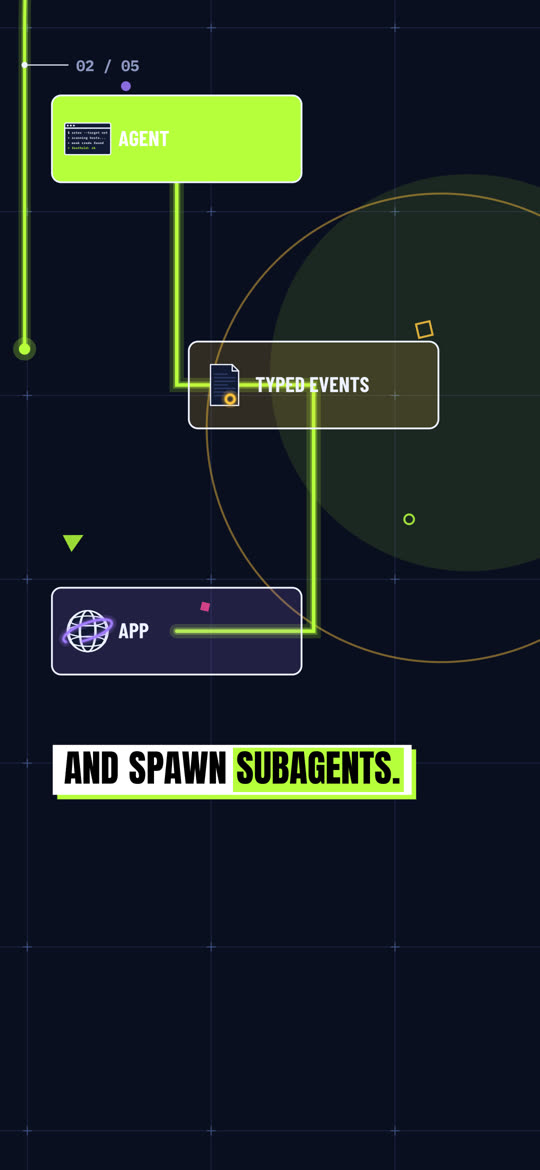 02 / 05
AGENT
TYPED EVENTS
APP
AND SPAWN SUBAGENTS.